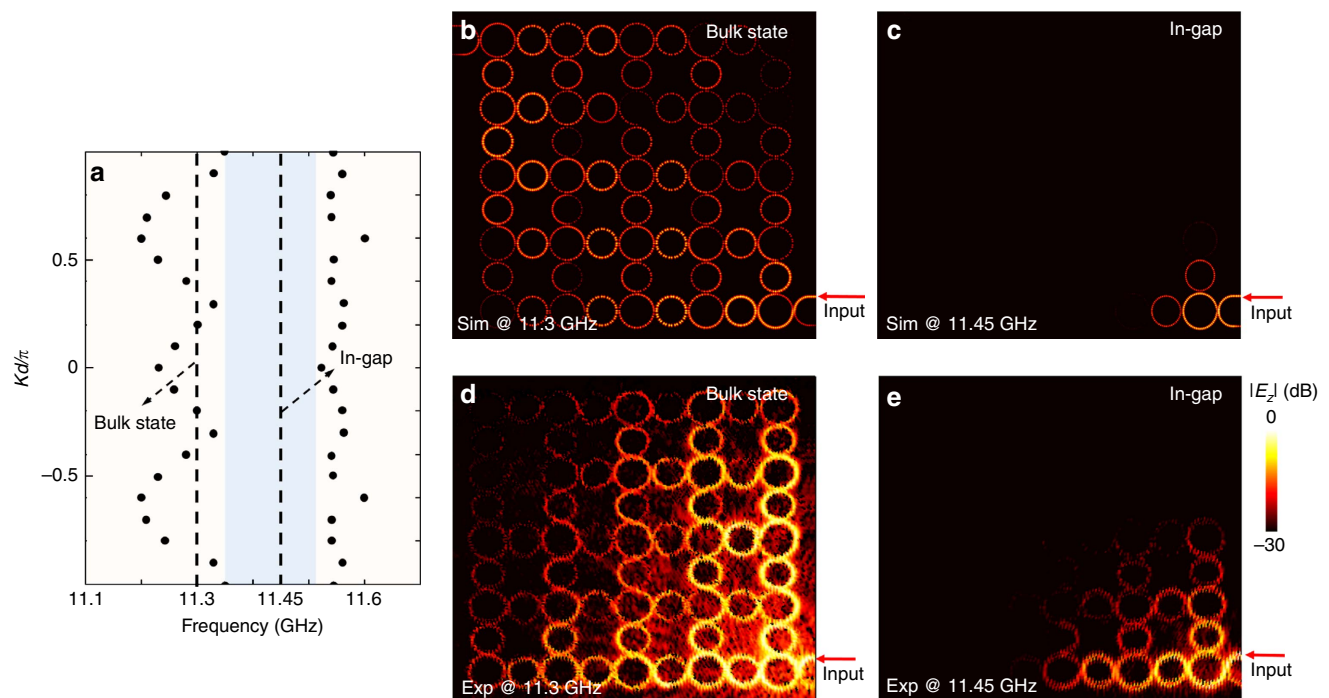 a
0.5
0
−0.5
Kd/π
Bulk state
In-gap
11.1
11.3
11.45
11.6
Frequency (GHz)
b
Bulk state
Sim @ 11.3 GHz
Input
c
In-gap
Sim @ 11.45 GHz
Input
d
Bulk state
Exp @ 11.3 GHz
Input
e
In-gap
Exp @ 11.45 GHz
Input
|Ez| (dB)
0
−30